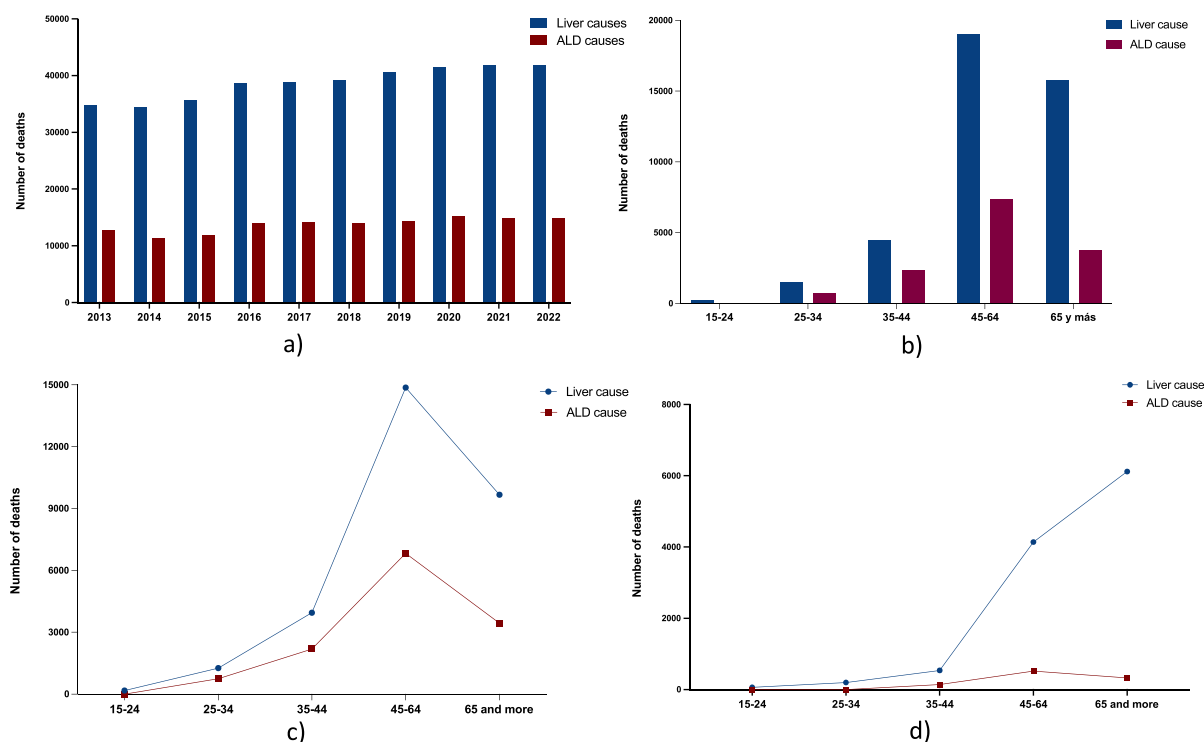 Liver causes
ALD causes
Number of deaths
50000
40000
30000
20000
10000
0
2013 2014 2015 2016 2017 2018 2019 2020 2021 2022
a)
Liver cause
ALD cause
Number of deaths
20000
15000
10000
5000
0
15-24 25-34 35-44 45-64 65 y más
b)
Liver cause
ALD cause
Number of deaths
15000
12000
9000
6000
3000
0
15-24 25-34 35-44 45-64 65 and more
c)
Liver cause
ALD cause
Number of deaths
8000
6000
4000
2000
0
15-24 25-34 35-44 45-64 65 and more
d)